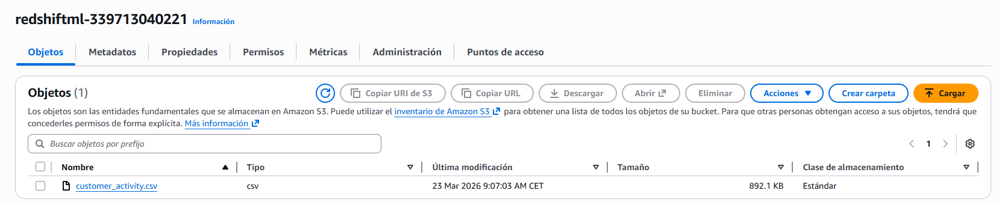 redshiftml-339713040221 Información
Objetos Metadatos Propiedades Permisos Métricas Administración Puntos de acceso
Objetos (1) Copiar URI de S3 Copiar URL Descargar Abrir Eliminar Acciones Crear carpeta Cargar
Los objetos son las entidades fundamentales que se almacenan en Amazon S3. Puede utilizar el inventario de Amazon S3 para obtener una lista de todos los objetos de su bucket. Para que otras personas obtengan acceso a sus objetos, tendrá que
concederles permisos de forma explícita. Más información
Buscar objetos por prefijo 1
Nombre Tipo Última modificación Tamaño Clase de almacenamiento
customer_activity.csv csv 23 Mar 2026 9:07:03 AM CET 892.1 KB Estándar